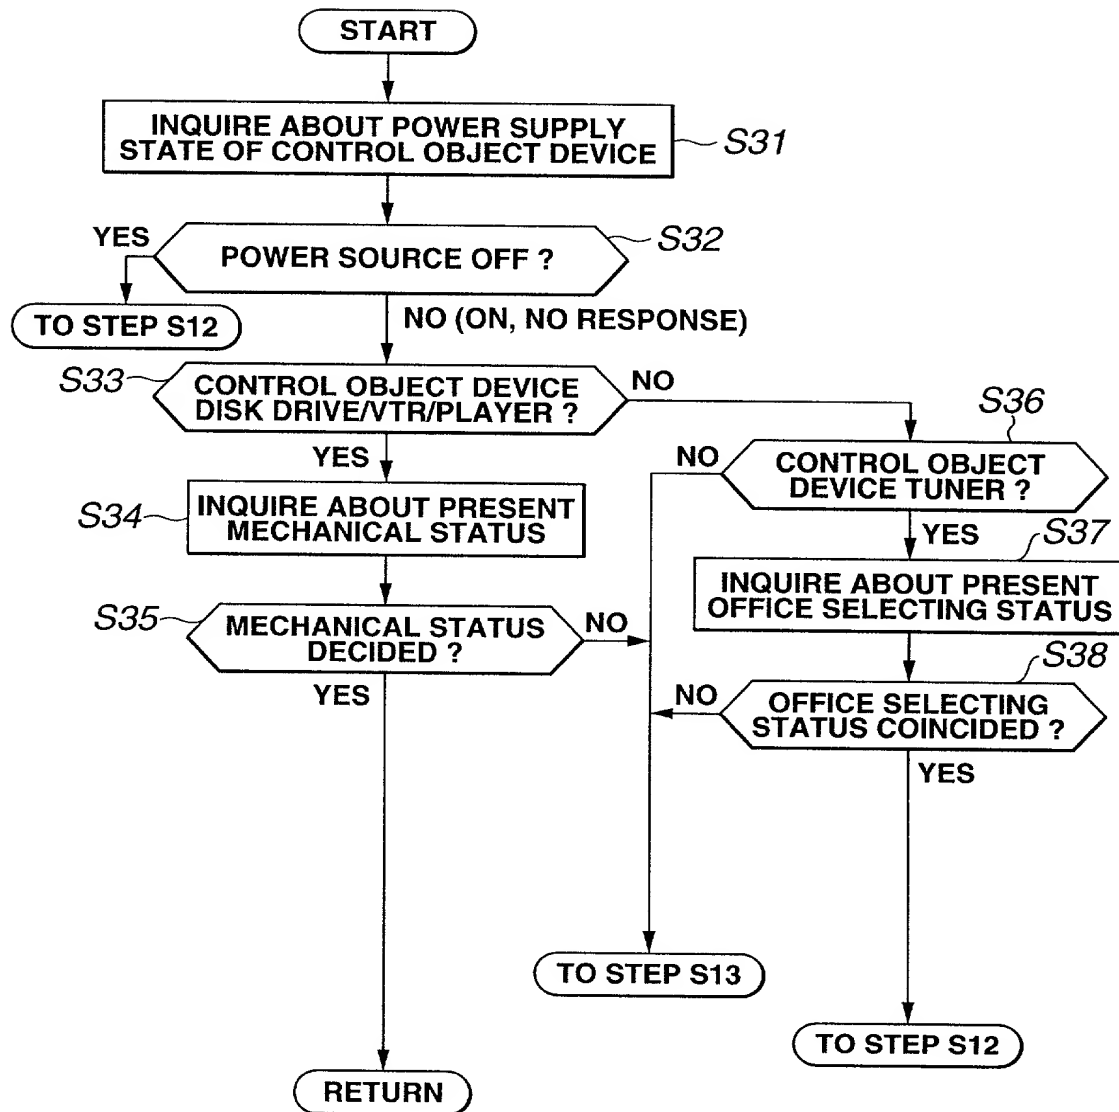 START
INQUIRE ABOUT POWER SUPPLY
STATE OF CONTROL OBJECT DEVICE
S31
YES
POWER SOURCE OFF ?
S32
TO STEP S12
NO (ON, NO RESPONSE)
S33
CONTROL OBJECT DEVICE
DISK DRIVE/VTR/PLAYER ?
NO
S36
YES
NO
CONTROL OBJECT
DEVICE TUNER ?
S34
INQUIRE ABOUT PRESENT
MECHANICAL STATUS
YES
S37
INQUIRE ABOUT PRESENT
OFFICE SELECTING STATUS
S35
MECHANICAL STATUS
DECIDED ?
NO
S38
YES
NO
OFFICE SELECTING
STATUS COINCIDED ?
YES
TO STEP S13
TO STEP S12
RETURN